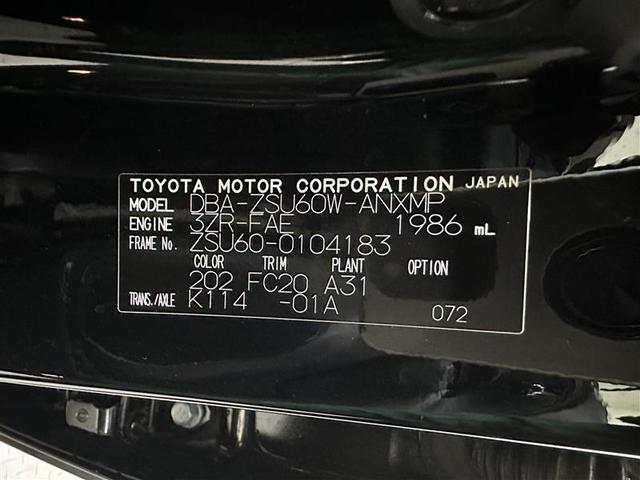 TOYOTA MOTOR CORPORATION JAPAN
MODEL DBA-ZSU60W-ANXMP
ENGINE 3ZR-FAE 1986 mL
FRAME No. ZSU60-0104183
COLOR TRIM PLANT OPTION
202 FC20 A31
TRANS./AXLE K114 -01A
072